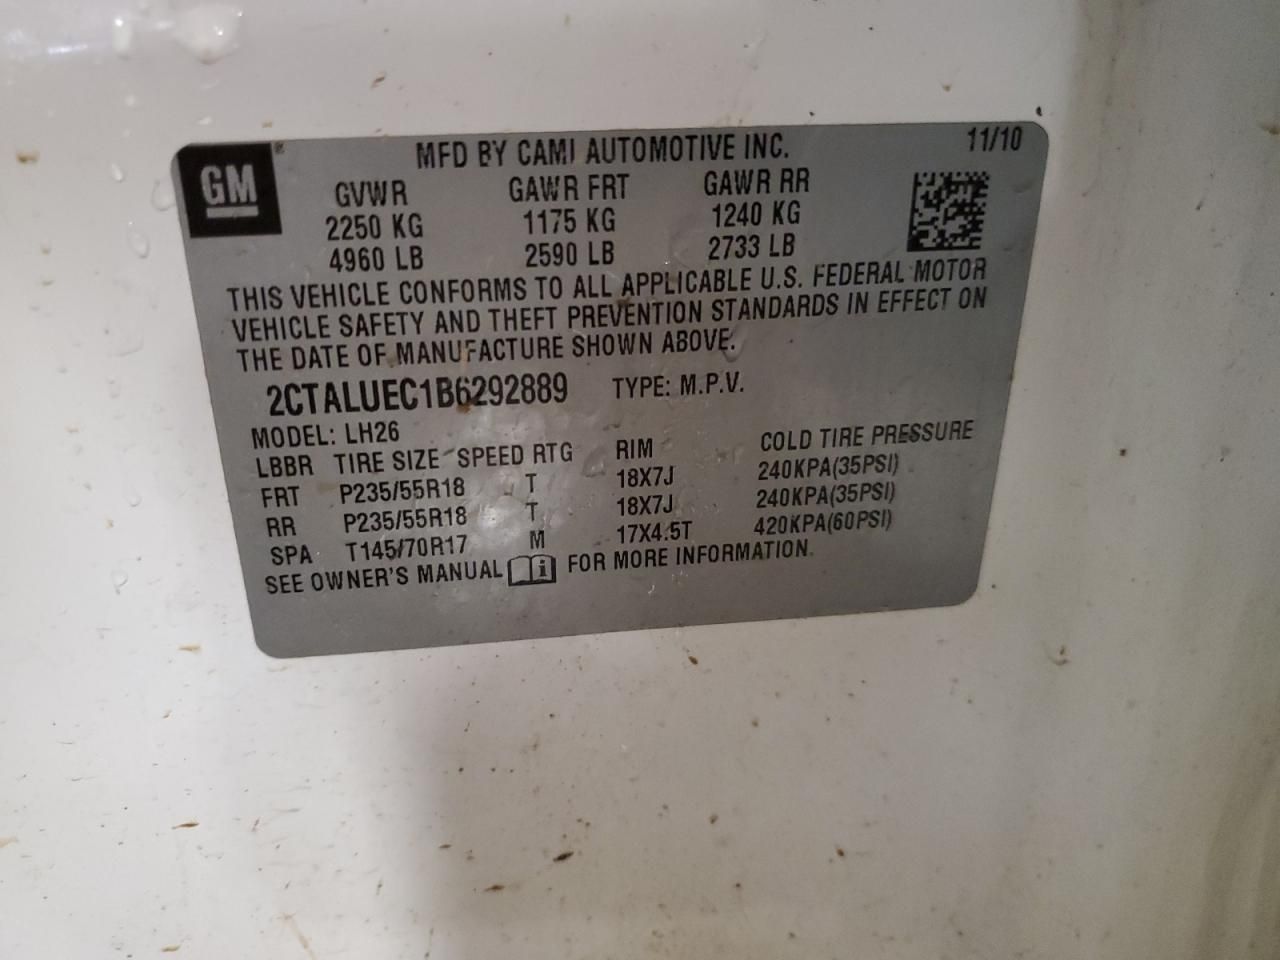 GM®
MFD BY CAMI AUTOMOTIVE INC. 11/10
GVWR GAWR FRT GAWR RR
2250 KG 1175 KG 1240 KG
4960 LB 2590 LB 2733 LB
THIS VEHICLE CONFORMS TO ALL APPLICABLE U.S. FEDERAL MOTOR
VEHICLE SAFETY AND THEFT PREVENTION STANDARDS IN EFFECT ON
THE DATE OF MANUFACTURE SHOWN ABOVE.
2CTALUEC1B6292889 TYPE: M.P.V.
MODEL: LH26
LBBR TIRE SIZE SPEED RTG RIM COLD TIRE PRESSURE
FRT P235/55R18 T 18X7J 240KPA(35PSI)
RR P235/55R18 T 18X7J 240KPA(35PSI)
SPA T145/70R17 M 17X4.5T 420KPA(60PSI)
SEE OWNER'S MANUAL i FOR MORE INFORMATION.